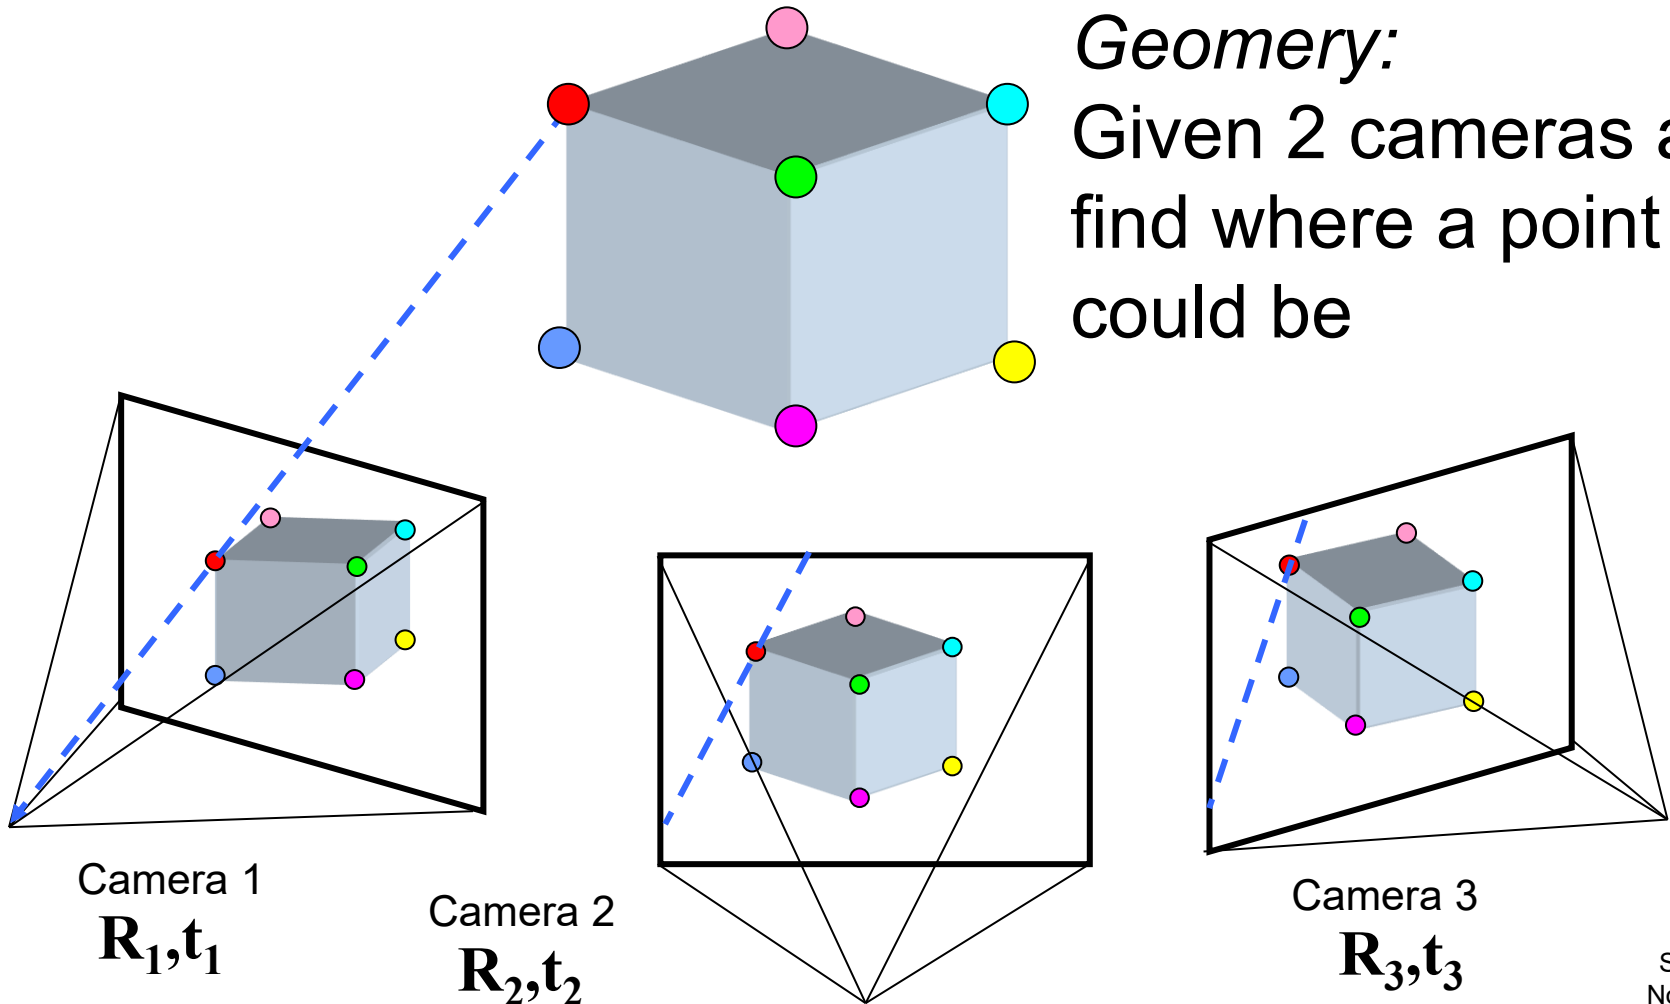 Geomery:
Given 2 cameras a
find where a point
could be
Camera 1
R₁,t₁
Camera 2
R₂,t₂
Camera 3
R₃,t₃